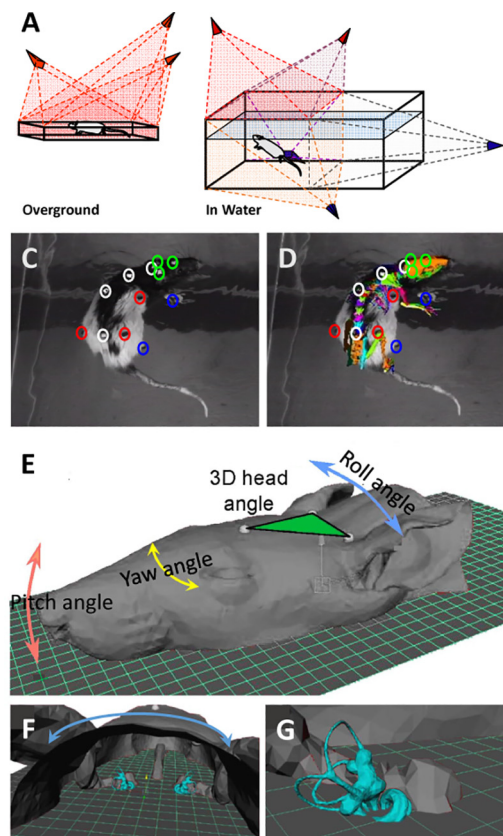 A
Overground
In Water
C
D
E
3D head
angle
Roll angle
Yaw angle
Pitch angle
F
G